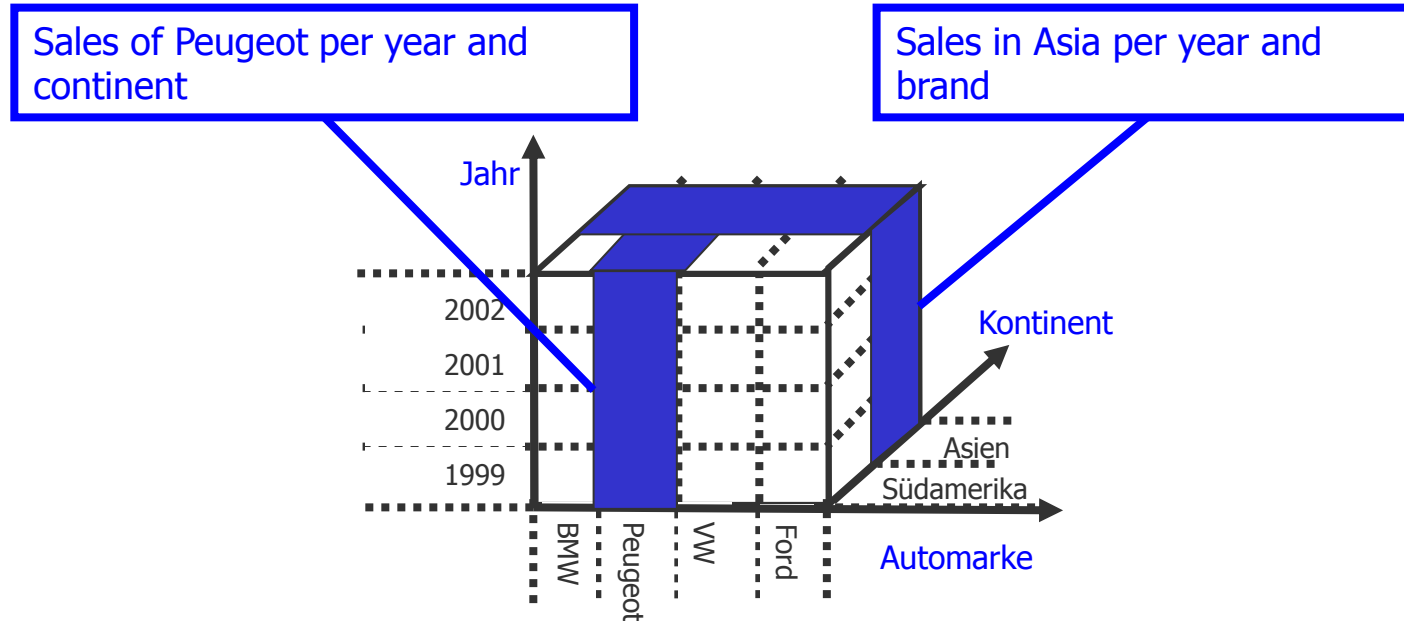 Sales of Peugeot per year and
continent
Sales in Asia per year and
brand
Jahr
2002
2001
2000
1999
Kontinent
Asien
Südamerika
BMW
Peugeot
VW
Ford
Automarke